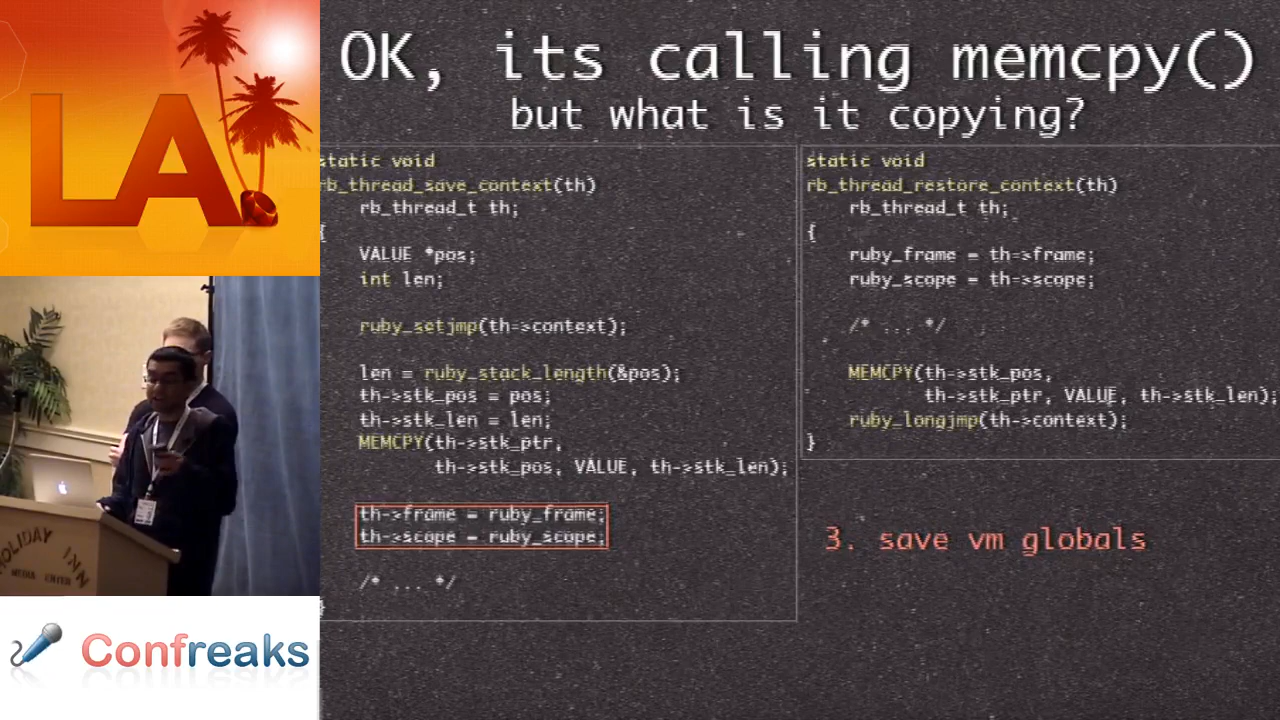 LA
OK, its calling memcpy()
but what is it copying?
static void
rb_thread_save_context(th)
rb_thread_t th;
{
VALUE *pos;
int len;
ruby_setjmp(th->context);
len = ruby_stack_length(&pos);
th->stk_pos = pos;
th->stk_len = len;
MEMCPY(th->stk_ptr,
th->stk_pos, VALUE, th->stk_len);
th->frame = ruby_frame;
th->scope = ruby_scope;
/* ... */
}
static void
rb_thread_restore_context(th)
rb_thread_t th;
{
ruby_frame = th->frame;
ruby_scope = th->scope;
/* ... */
MEMCPY(th->stk_pos,
th->stk_ptr, VALUE, th->stk_len);
ruby_longjmp(th->context);
}
3. save vm globals
HOLIDAY INN
Confreaks